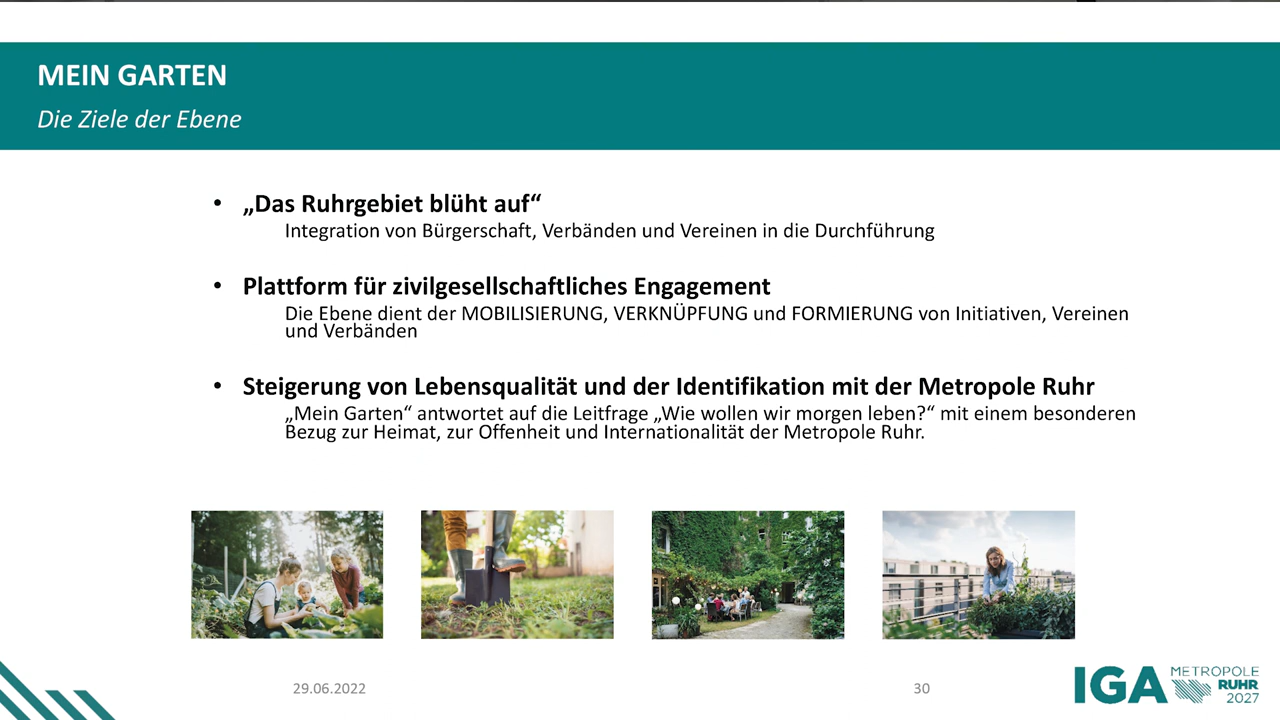 MEIN GARTEN
Die Ziele der Ebene
• „Das Ruhrgebiet blüht auf“
Integration von Bürgerschaft, Verbänden und Vereinen in die Durchführung
• Plattform für zivilgesellschaftliches Engagement
Die Ebene dient der MOBILISIERUNG, VERKNÜPFUNG und FORMIERUNG von Initiativen, Vereinen
und Verbänden
• Steigerung von Lebensqualität und der Identifikation mit der Metropole Ruhr
„Mein Garten“ antwortet auf die Leitfrage „Wie wollen wir morgen leben?“ mit einem besonderen
Bezug zur Heimat, zur Offenheit und Internationalität der Metropole Ruhr.
29.06.2022
30
IGA
METROPOLE
RUHR
2027